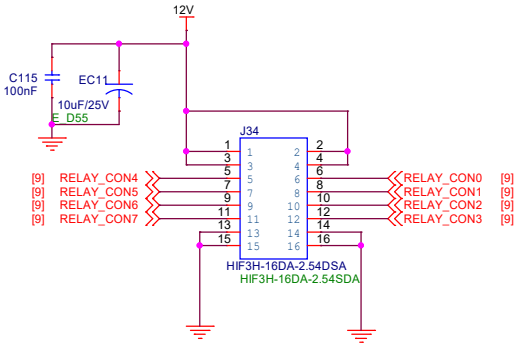 12V
C115
100nF
EC11
10uF/25V
E_D55
J34
1 1 2 2
3 3 4 4
[9] RELAY_CON4 5 5 6 6 RELAY_CON0 [9]
[9] RELAY_CON5 7 7 8 8 RELAY_CON1 [9]
[9] RELAY_CON6 9 9 10 10 RELAY_CON2 [9]
[9] RELAY_CON7 11 11 12 12 RELAY_CON3 [9]
13 13 14 14
15 15 16 16
HIF3H-16DA-2.54DSA
HIF3H-16DA-2.54SDA